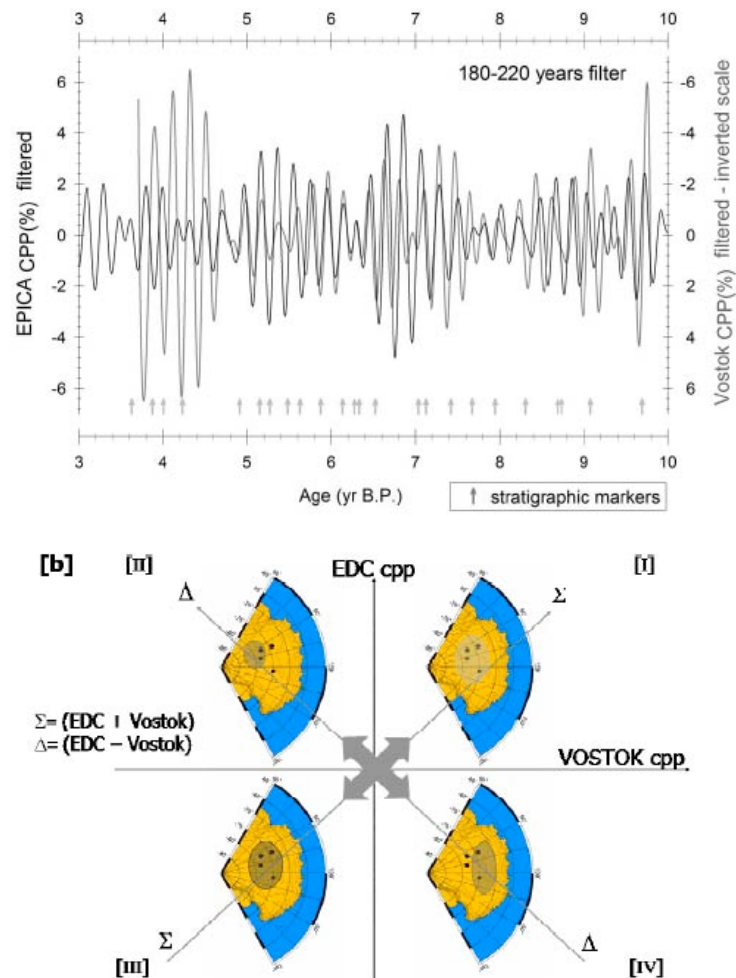 3 4 5 6 7 8 9 10
180-220 years filter
6 4 2 0 -2 -4 -6
EPICA CPP(%) filtered
-6 -4 -2 0 2 4 6
Vostok CPP(%) filtered - inverted scale
3 4 5 6 7 8 9 10
Age (yr B.P.)
stratigraphic markers
[b] [II] EDC cpp [I]
Δ Σ
Σ= (EDC + Vostok)
Δ= (EDC − Vostok)
VOSTOK cpp
Σ Δ
[III] [IV]